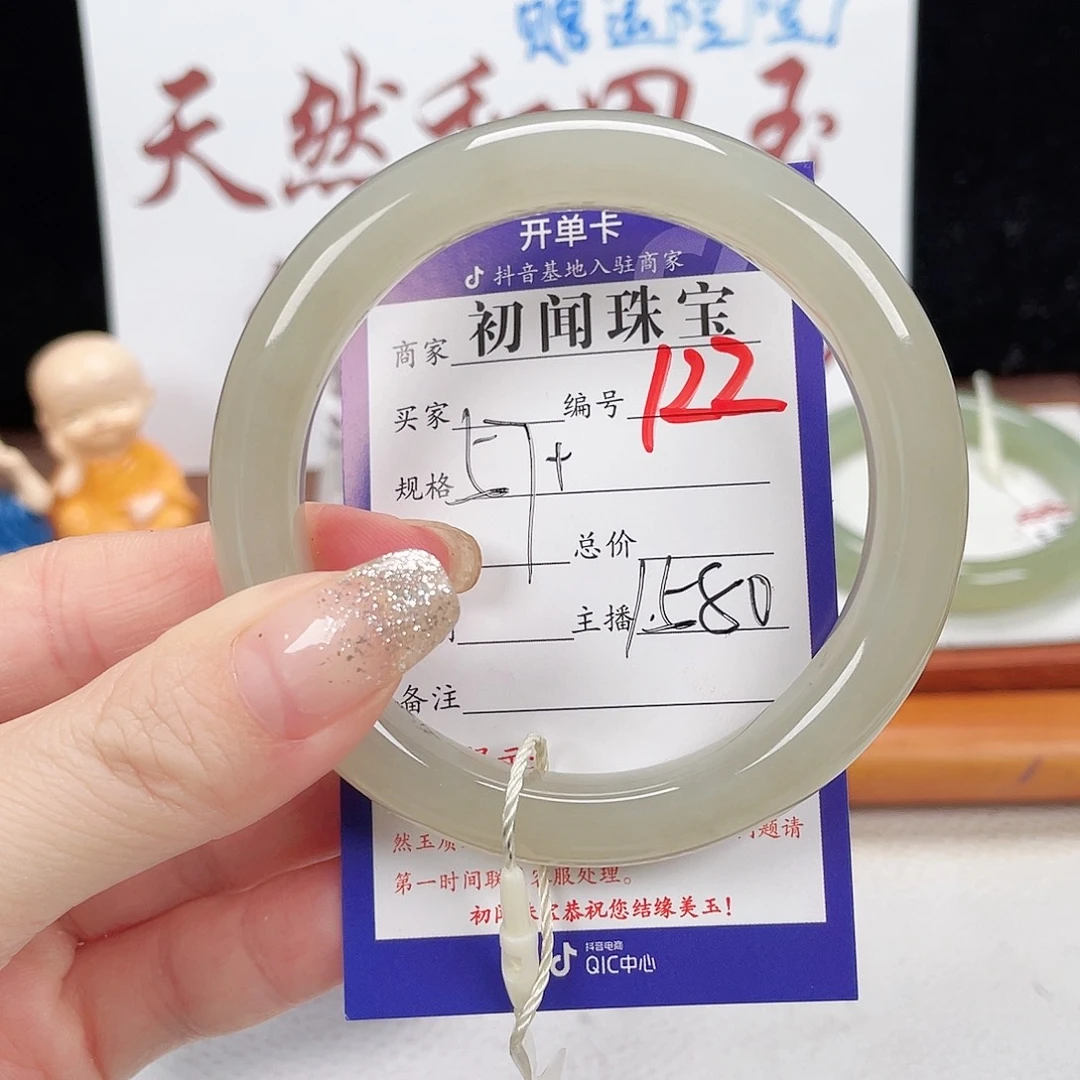 天然和田玉
开单卡
抖音基地入驻商家
商家 初闻珠宝
买家 编号 122
规格 57+
总价
主播 1580
备注
然玉质 题请
第一时间联 客服处理。
初闻珠宝恭祝您结缘美玉!
抖音电商
QIC中心